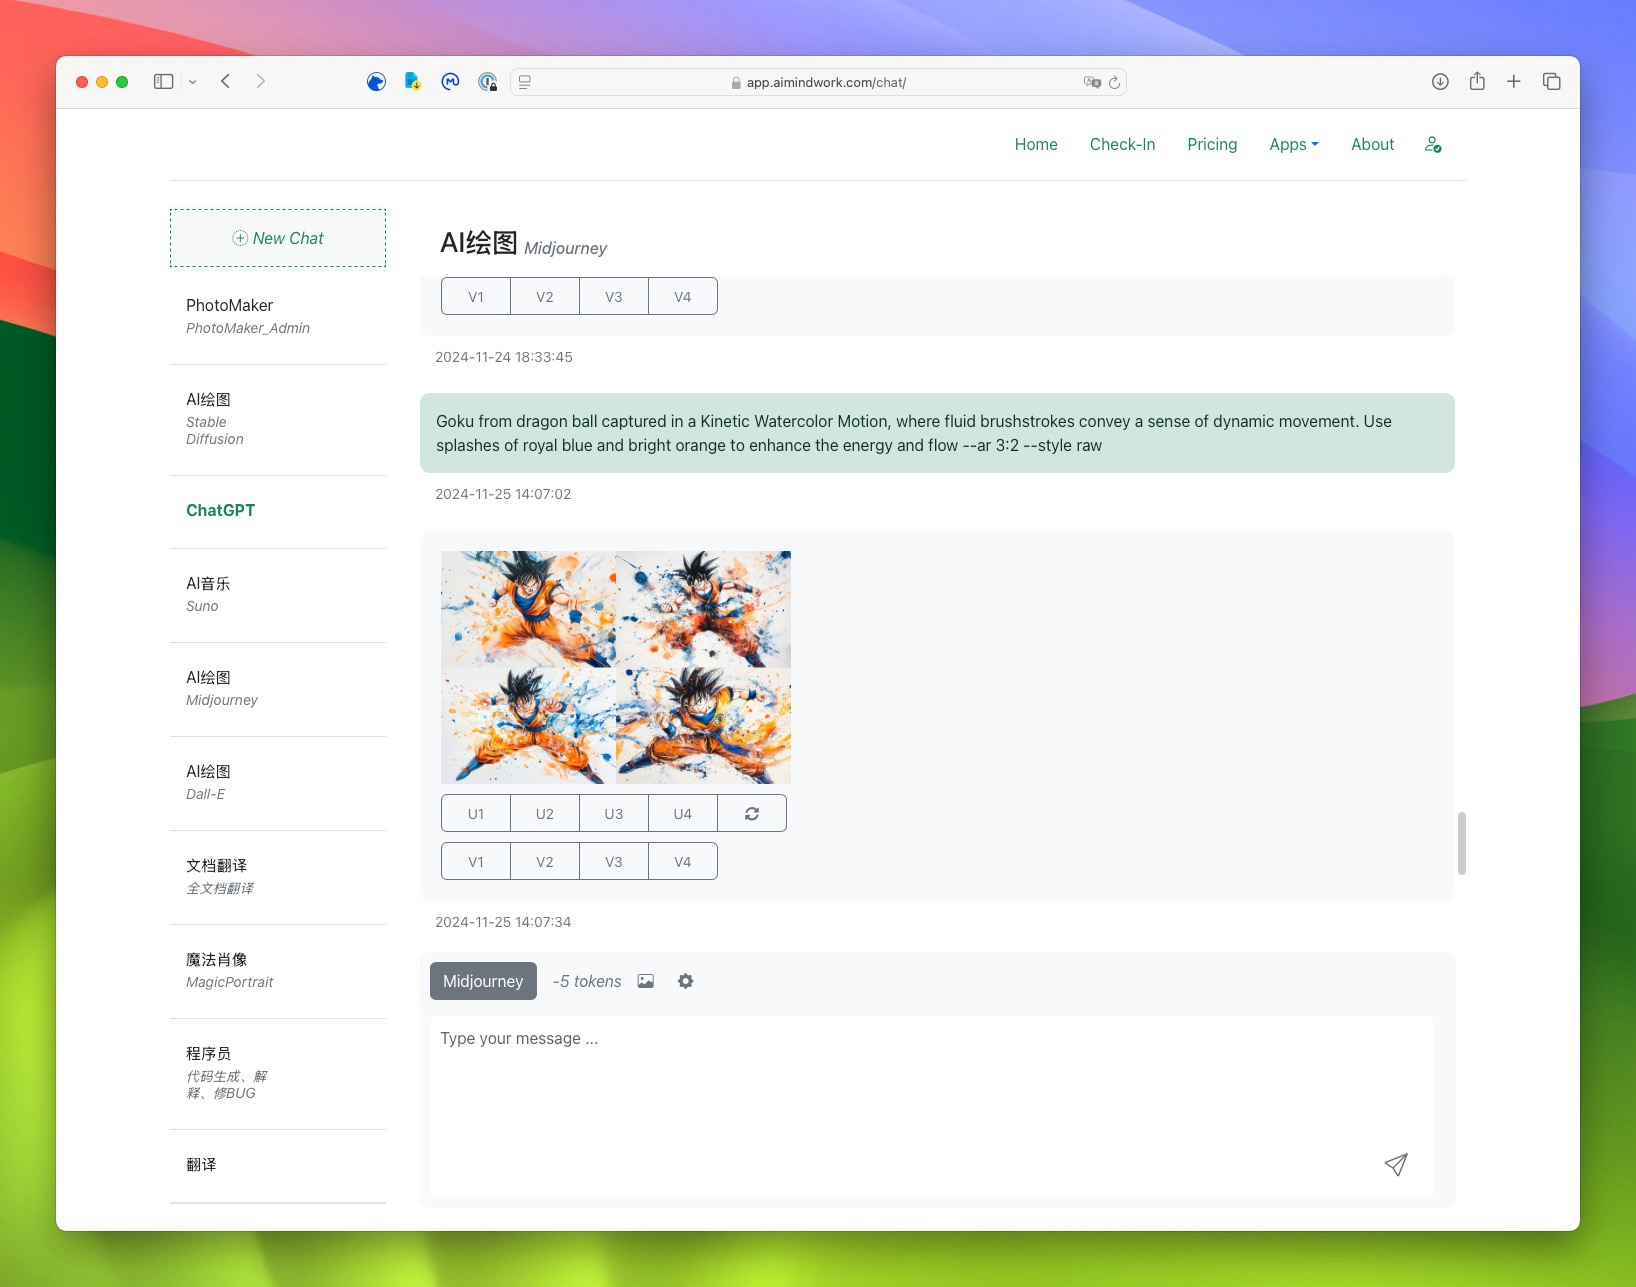 app.aimindwork.com/chat/
Home
Check-In
Pricing
Apps
About
New Chat
PhotoMaker
PhotoMaker_Admin
AI绘图
Stable
Diffusion
ChatGPT
AI音乐
Suno
AI绘图
Midjourney
AI绘图
Dall-E
文档翻译
全文档翻译
魔法肖像
MagicPortrait
程序员
代码生成、解
释、修BUG
翻译
AI绘图 Midjourney
V1
V2
V3
V4
2024-11-24 18:33:45
Goku from dragon ball captured in a Kinetic Watercolor Motion, where fluid brushstrokes convey a sense of dynamic movement. Use
splashes of royal blue and bright orange to enhance the energy and flow --ar 3:2 --style raw
2024-11-25 14:07:02
U1
U2
U3
U4
V1
V2
V3
V4
2024-11-25 14:07:34
Midjourney
-5 tokens
Type your message ...